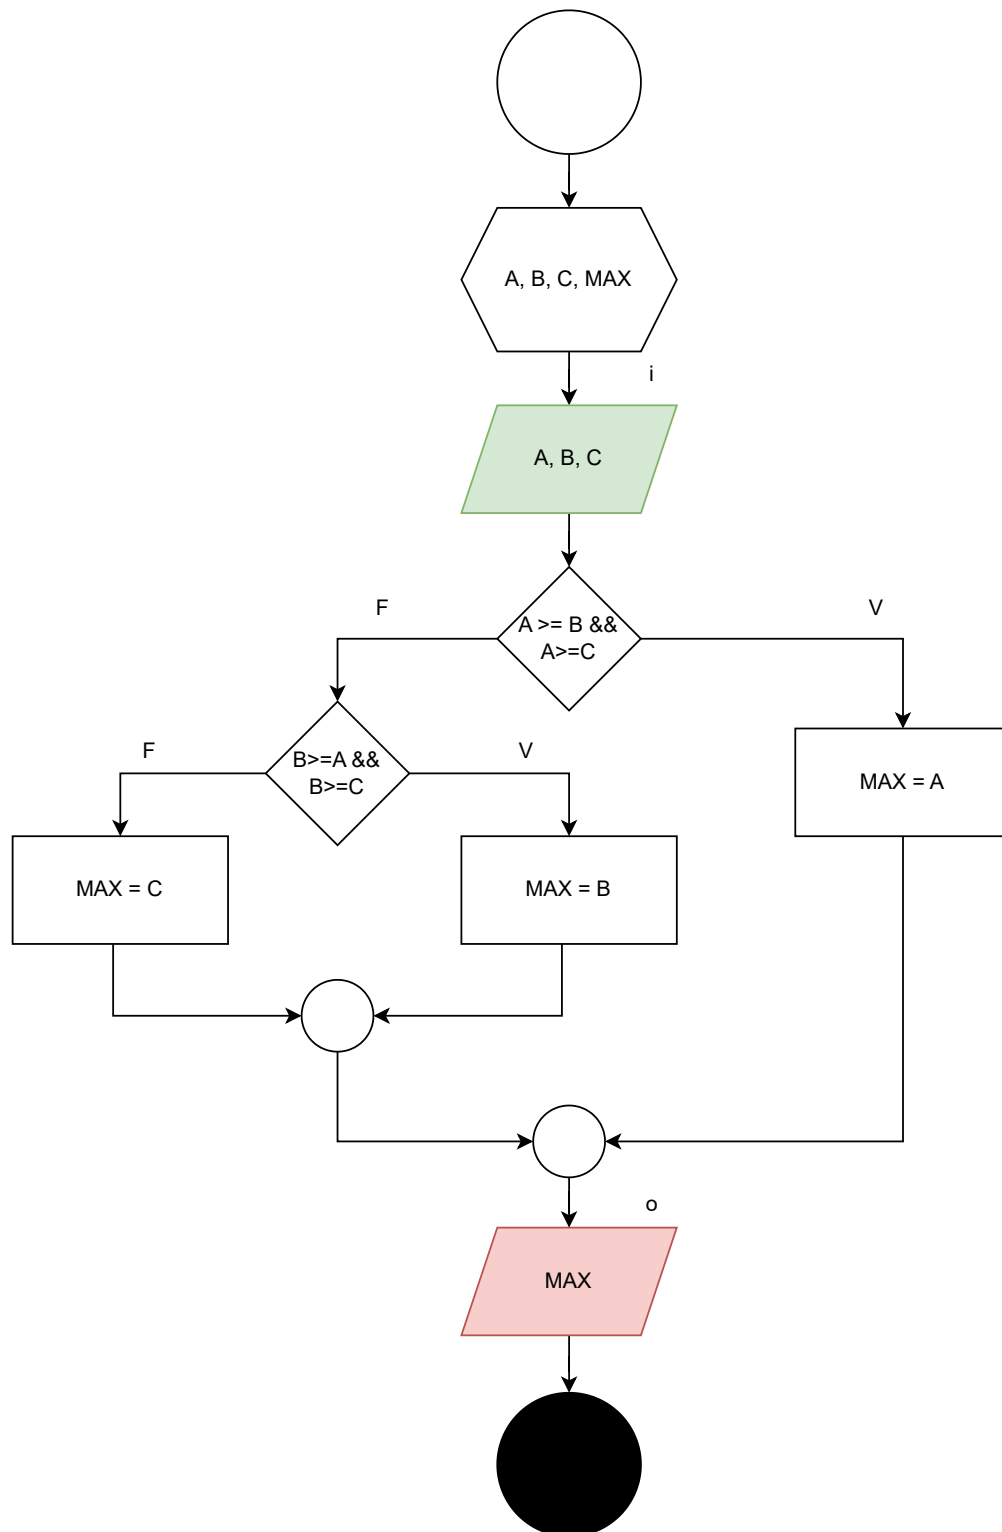 A, B, C, MAX
i
A, B, C
F
V
A >= B &&
A>=C
F
V
B>=A &&
B>=C
MAX = A
MAX = C
MAX = B
o
MAX